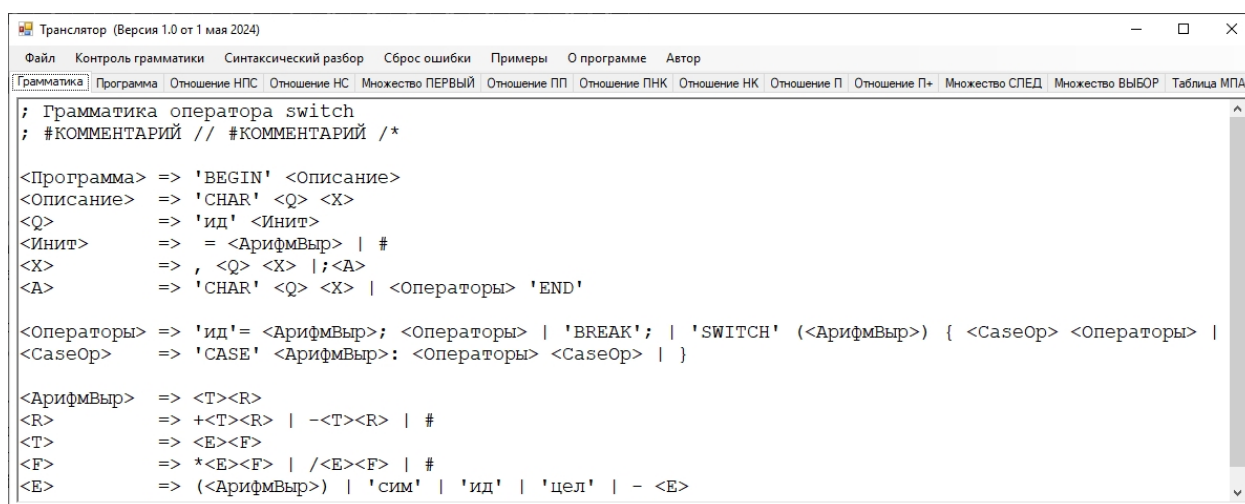 Транслятор (Версия 1.0 от 1 мая 2024)
Файл Контроль грамматики Синтаксический разбор Сброс ошибки Примеры О программе Автор
Грамматика Программа Отношение НПС Отношение НС Множество ПЕРВЫЙ Отношение ПП Отношение ПНК Отношение НК Отношение П Отношение П+ Множество СЛЕД Множество ВЫБОР Таблица МПА
; Грамматика оператора switch
; #КОММЕНТАРИЙ // #КОММЕНТАРИЙ /*
<Программа> => 'BEGIN' <Описание>
<Описание> => 'CHAR' <Q> <X>
<Q> => 'ид' <Инит>
<Инит> => = <АрифмВыр> | #
<X> => , <Q> <X> |;<A>
<A> => 'CHAR' <Q> <X> | <Операторы> 'END'
<Операторы> => 'ид'= <АрифмВыр>; <Операторы> | 'BREAK'; | 'SWITCH' (<АрифмВыр>) { <CaseOp> <Операторы> |
<CaseOp> => 'CASE' <АрифмВыр>: <Операторы> <CaseOp> | }
<АрифмВыр> => <T><R>
<R> => +<T><R> | -<T><R> | #
<T> => <E><F>
<F> => *<E><F> | /<E><F> | #
<E> => (<АрифмВыр>) | 'сим' | 'ид' | 'цел' | - <E>